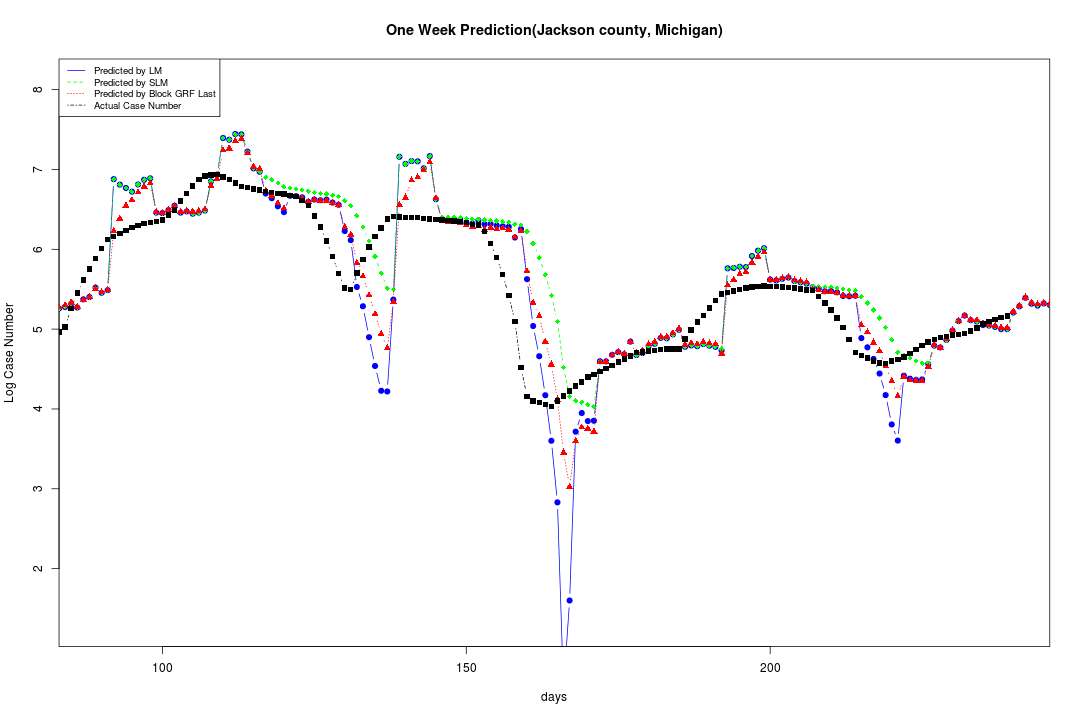 One Week Prediction(Jackson county, Michigan)
Predicted by LM
Predicted by SLM
Predicted by Block GRF Last
Actual Case Number
8
7
6
5
4
3
2
Log Case Number
100
150
200
days